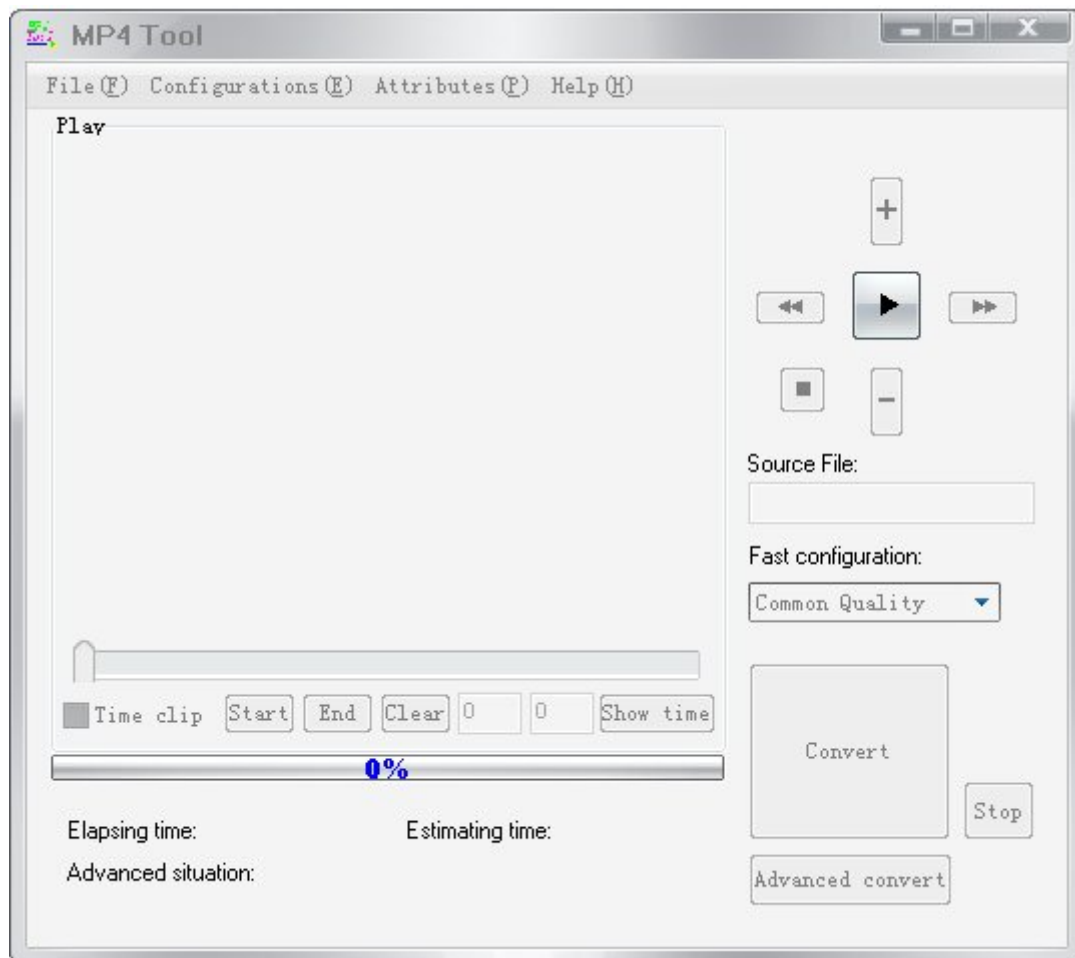 MP4 Tool
File(F) Configurations(E) Attributes(P) Help(H)
Play
Source File:
Fast configuration:
Common Quality
Time clip Start End Clear 0 0 Show time
0%
Convert
Stop
Elapsing time: Estimating time:
Advanced situation:
Advanced convert